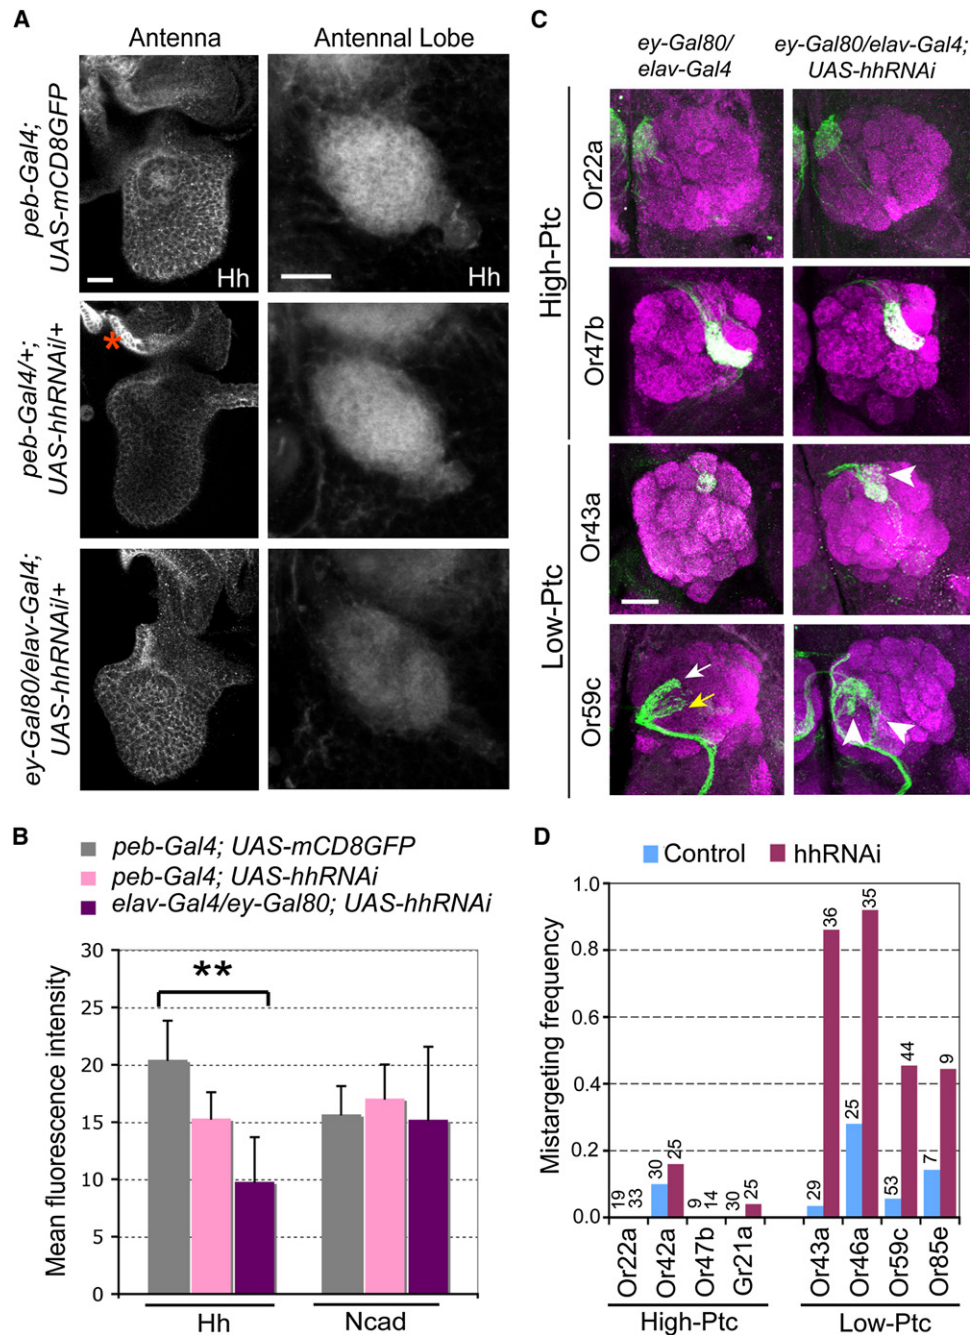 A
Antenna
Antennal Lobe
peb-Gal4;
UAS-mCD8GFP
Hh
Hh
peb-Gal4/+;
UAS-hhRNAi/+
*
ey-Gal80/elav-Gal4;
UAS-hhRNAi/+
B
peb-Gal4; UAS-mCD8GFP
peb-Gal4; UAS-hhRNAi
elav-Gal4/ey-Gal80; UAS-hhRNAi
Mean fluorescence intensity
30
25
20
15
10
5
0
**
Hh
Ncad
C
ey-Gal80/
elav-Gal4
ey-Gal80/elav-Gal4;
UAS-hhRNAi
High-Ptc
Or22a
Or47b
Low-Ptc
Or43a
Or59c
D
Control
hhRNAi
Mistargeting frequency
1.0
0.8
0.6
0.4
0.2
0.0
19
33
30
25
9
14
30
25
29
36
25
35
53
44
7
9
Or22a
Or42a
Or47b
Gr21a
Or43a
Or46a
Or59c
Or85e
High-Ptc
Low-Ptc